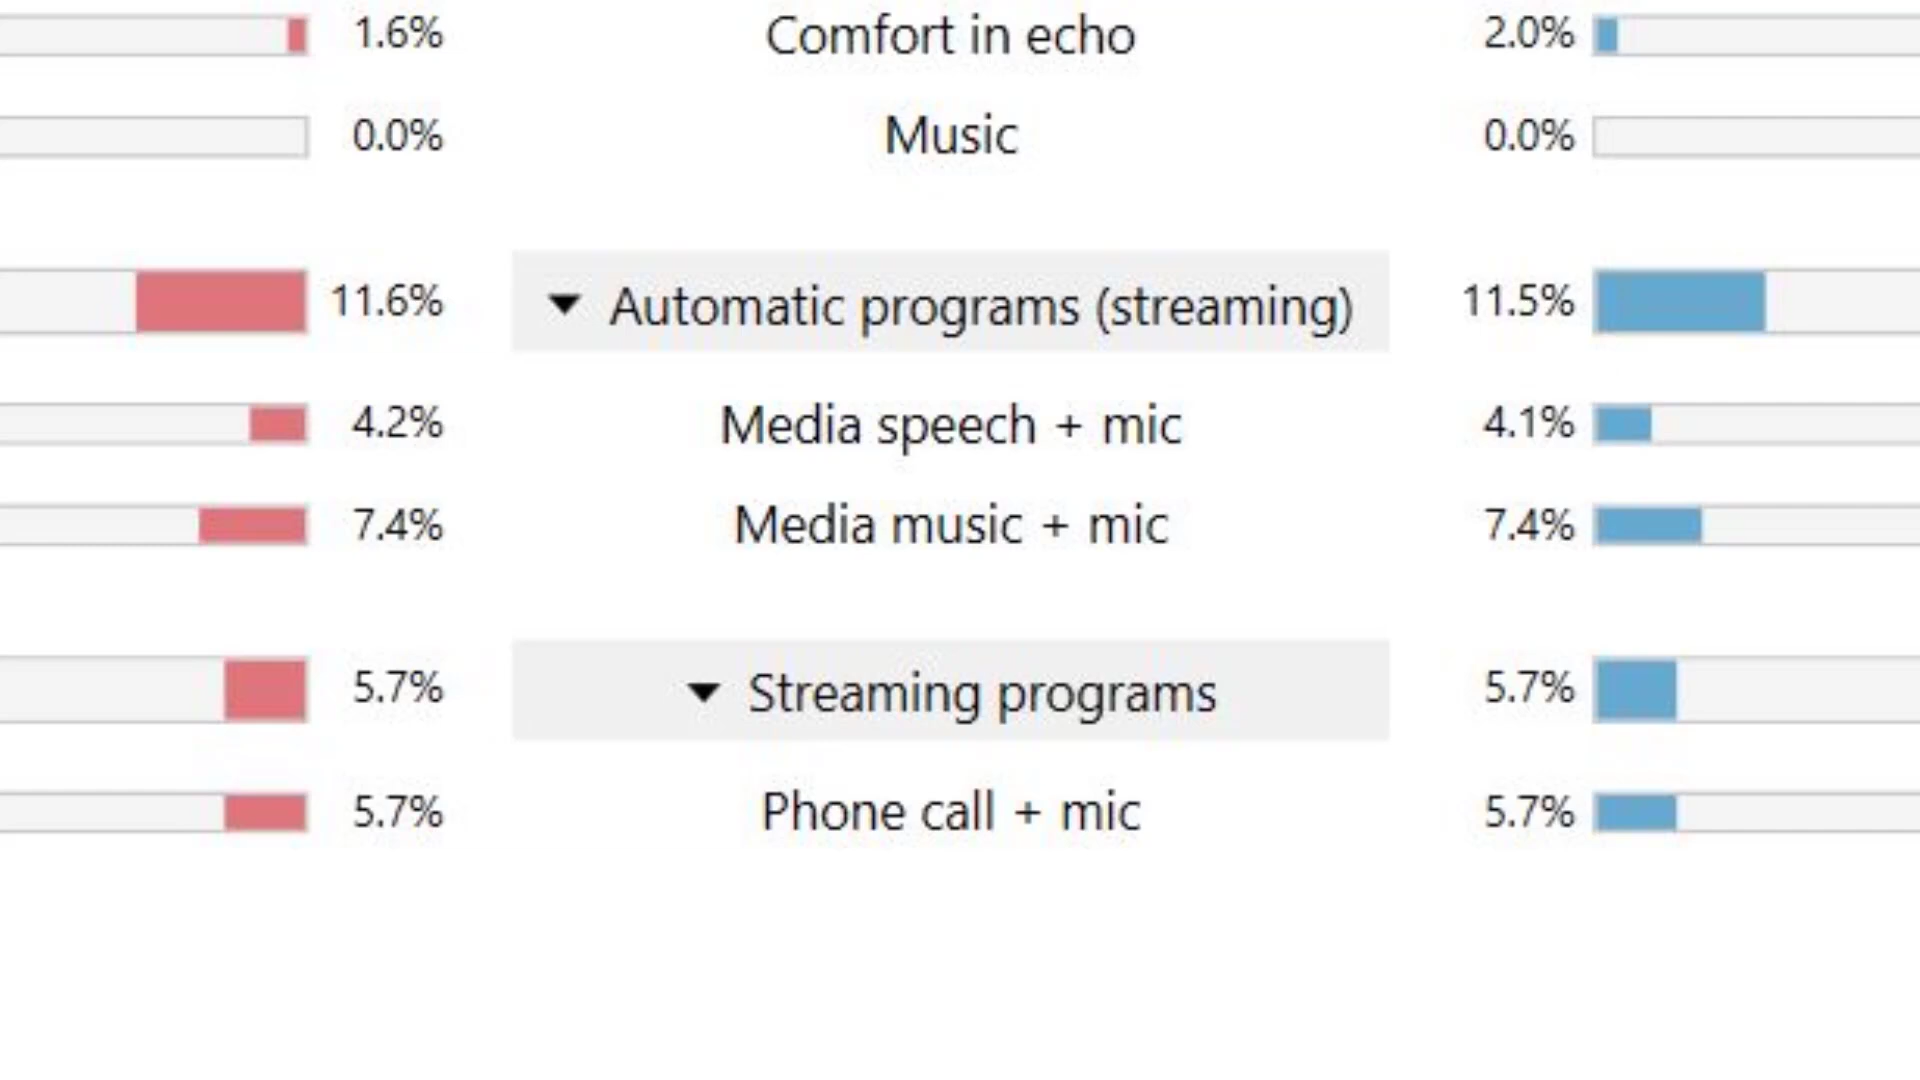 1.6% Comfort in echo 2.0%
0.0% Music 0.0%
11.6% Automatic programs (streaming) 11.5%
4.2% Media speech + mic 4.1%
7.4% Media music + mic 7.4%
5.7% Streaming programs 5.7%
5.7% Phone call + mic 5.7%